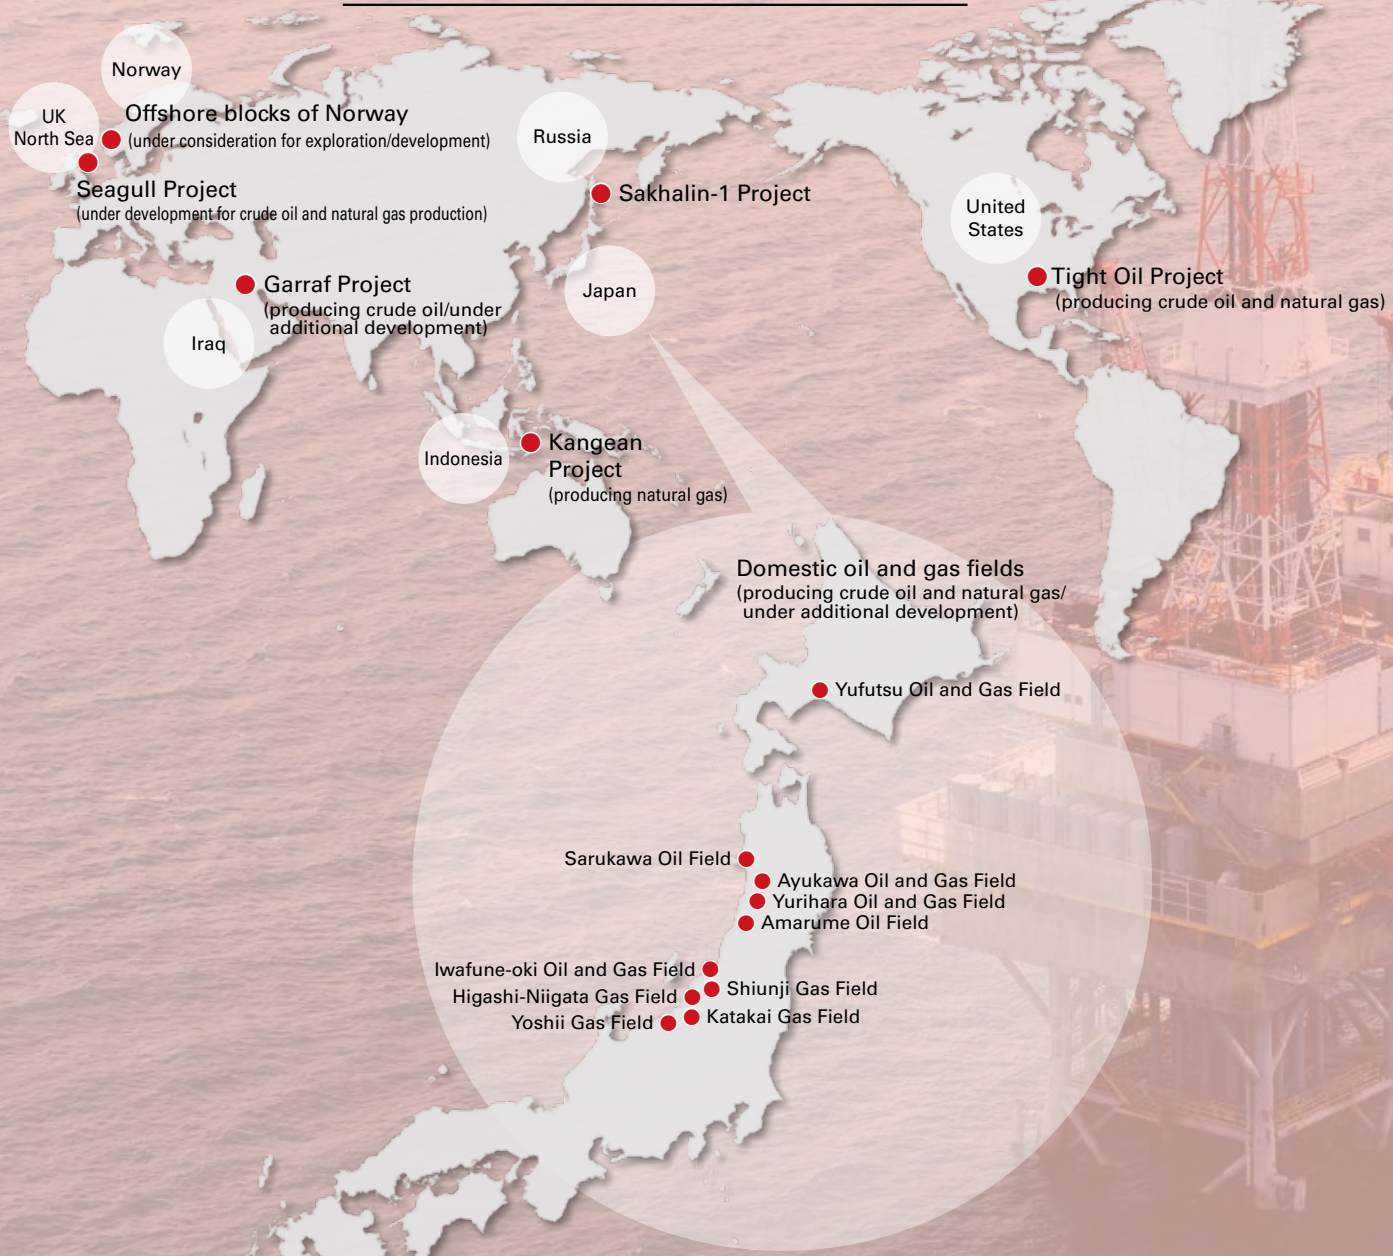 Norway
UK
North Sea
Offshore blocks of Norway
(under consideration for exploration/development)
Seagull Project
(under development for crude oil and natural gas production)
Russia
Sakhalin-1 Project
United
States
Tight Oil Project
(producing crude oil and natural gas)
Garraf Project
(producing crude oil/under
additional development)
Iraq
Japan
Indonesia
Kangean
Project
(producing natural gas)
Domestic oil and gas fields
(producing crude oil and natural gas/
under additional development)
Yufutsu Oil and Gas Field
Sarukawa Oil Field
Ayukawa Oil and Gas Field
Yurihara Oil and Gas Field
Amarume Oil Field
Iwafune-oki Oil and Gas Field
Shiunji Gas Field
Higashi-Niigata Gas Field
Katakai Gas Field
Yoshii Gas Field